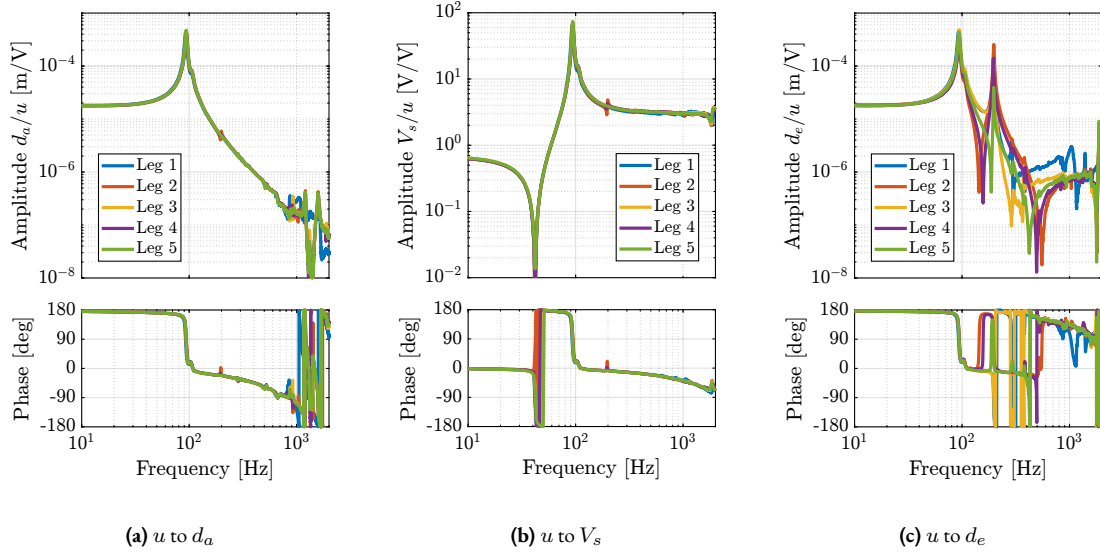 Amplitude d_a/u [m/V]
10^−4
10^−6
10^−8
Leg 1
Leg 2
Leg 3
Leg 4
Leg 5
Phase [deg]
180
90
0
-90
-180
10^1
10^2
10^3
Frequency [Hz]
(a) u to d_a
Amplitude V_s/u [V/V]
10^2
10^1
10^0
10^−1
10^−2
Leg 1
Leg 2
Leg 3
Leg 4
Leg 5
Phase [deg]
180
90
0
-90
-180
10^1
10^2
10^3
Frequency [Hz]
(b) u to V_s
Amplitude d_e/u [m/V]
10^−4
10^−6
10^−8
Leg 1
Leg 2
Leg 3
Leg 4
Leg 5
Phase [deg]
180
90
0
-90
-180
10^1
10^2
10^3
Frequency [Hz]
(c) u to d_e